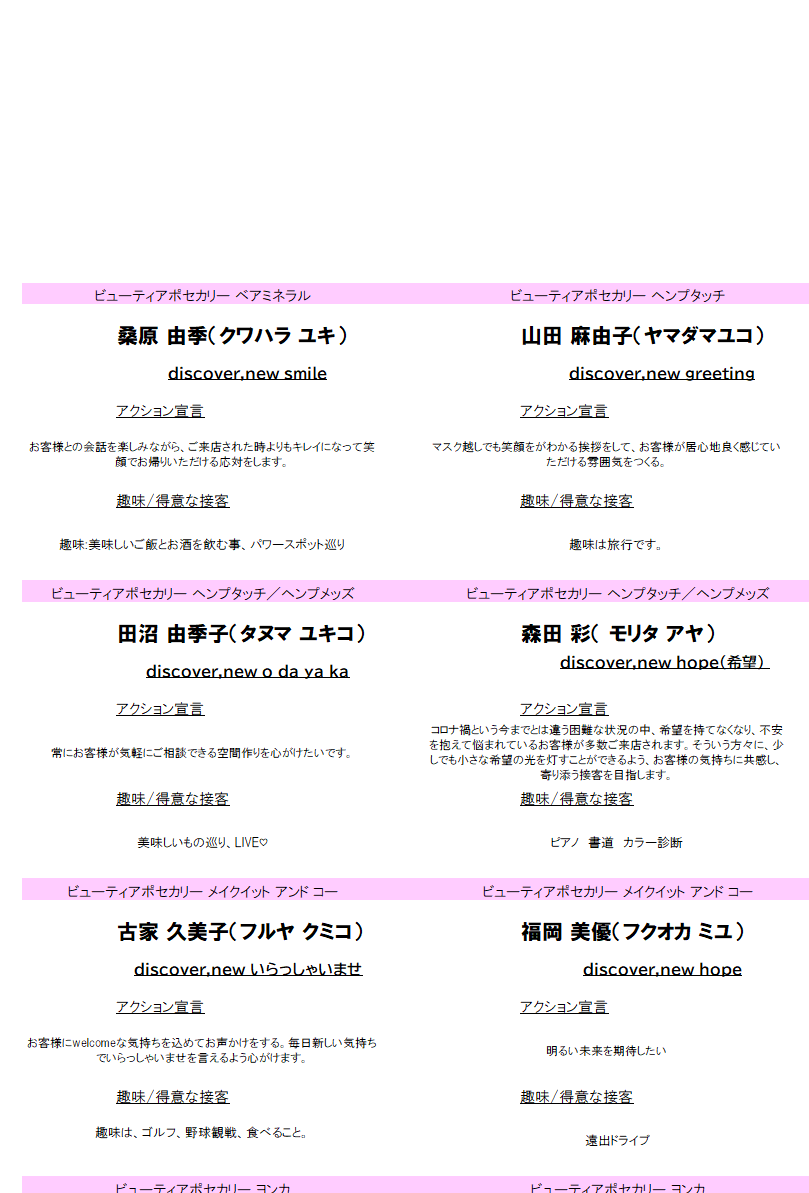 ビューティアポセカリー ベアミネラル
桑原 由季(クワハラ ユキ)
discover,new smile
アクション宣言
お客様との会話を楽しみながら、ご来店された時よりもキレイになって笑
顔でお帰りいただける応対をします。
趣味/得意な接客
趣味:美味しいご飯とお酒を飲む事、パワースポット巡り
ビューティアポセカリー ヘンプタッチ
山田 麻由子(ヤマダマユコ)
discover,new greeting
アクション宣言
マスク越しでも笑顔をがわかる挨拶をして、お客様が居心地良く感じてい
ただける雰囲気をつくる。
趣味/得意な接客
趣味は旅行です。
ビューティアポセカリー ヘンプタッチ/ヘンプメッズ
田沼 由季子(タヌマ ユキコ)
discover,new o da ya ka
アクション宣言
常にお客様が気軽にご相談できる空間作りを心がけたいです。
趣味/得意な接客
美味しいもの巡り、LIVE♡
ビューティアポセカリー ヘンプタッチ/ヘンプメッズ
森田 彩( モリタ アヤ)
discover,new hope(希望)
アクション宣言
コロナ禍という今までとは違う困難な状況の中、希望を持てなくなり、不安
を抱えて悩まれているお客様が多数ご来店されます。そういう方々に、少
しでも小さな希望の光を灯すことができるよう、お客様の気持ちに共感し、
寄り添う接客を目指します。
趣味/得意な接客
ピアノ 書道 カラー診断
ビューティアポセカリー メイクイット アンド コー
古家 久美子(フルヤ クミコ)
discover,new いらっしゃいませ
アクション宣言
お客様にwelcomeな気持ちを込めてお声かけをする。毎日新しい気持ち
でいらっしゃいませを言えるよう心がけます。
趣味/得意な接客
趣味は、ゴルフ、野球観戦、食べること。
ビューティアポセカリー メイクイット アンド コー
福岡 美優(フクオカ ミユ)
discover,new hope
アクション宣言
明るい未来を期待したい
趣味/得意な接客
遠出ドライブ
ビューティアポセカリー ヨンカ
ビューティアポセカリー ヨンカ